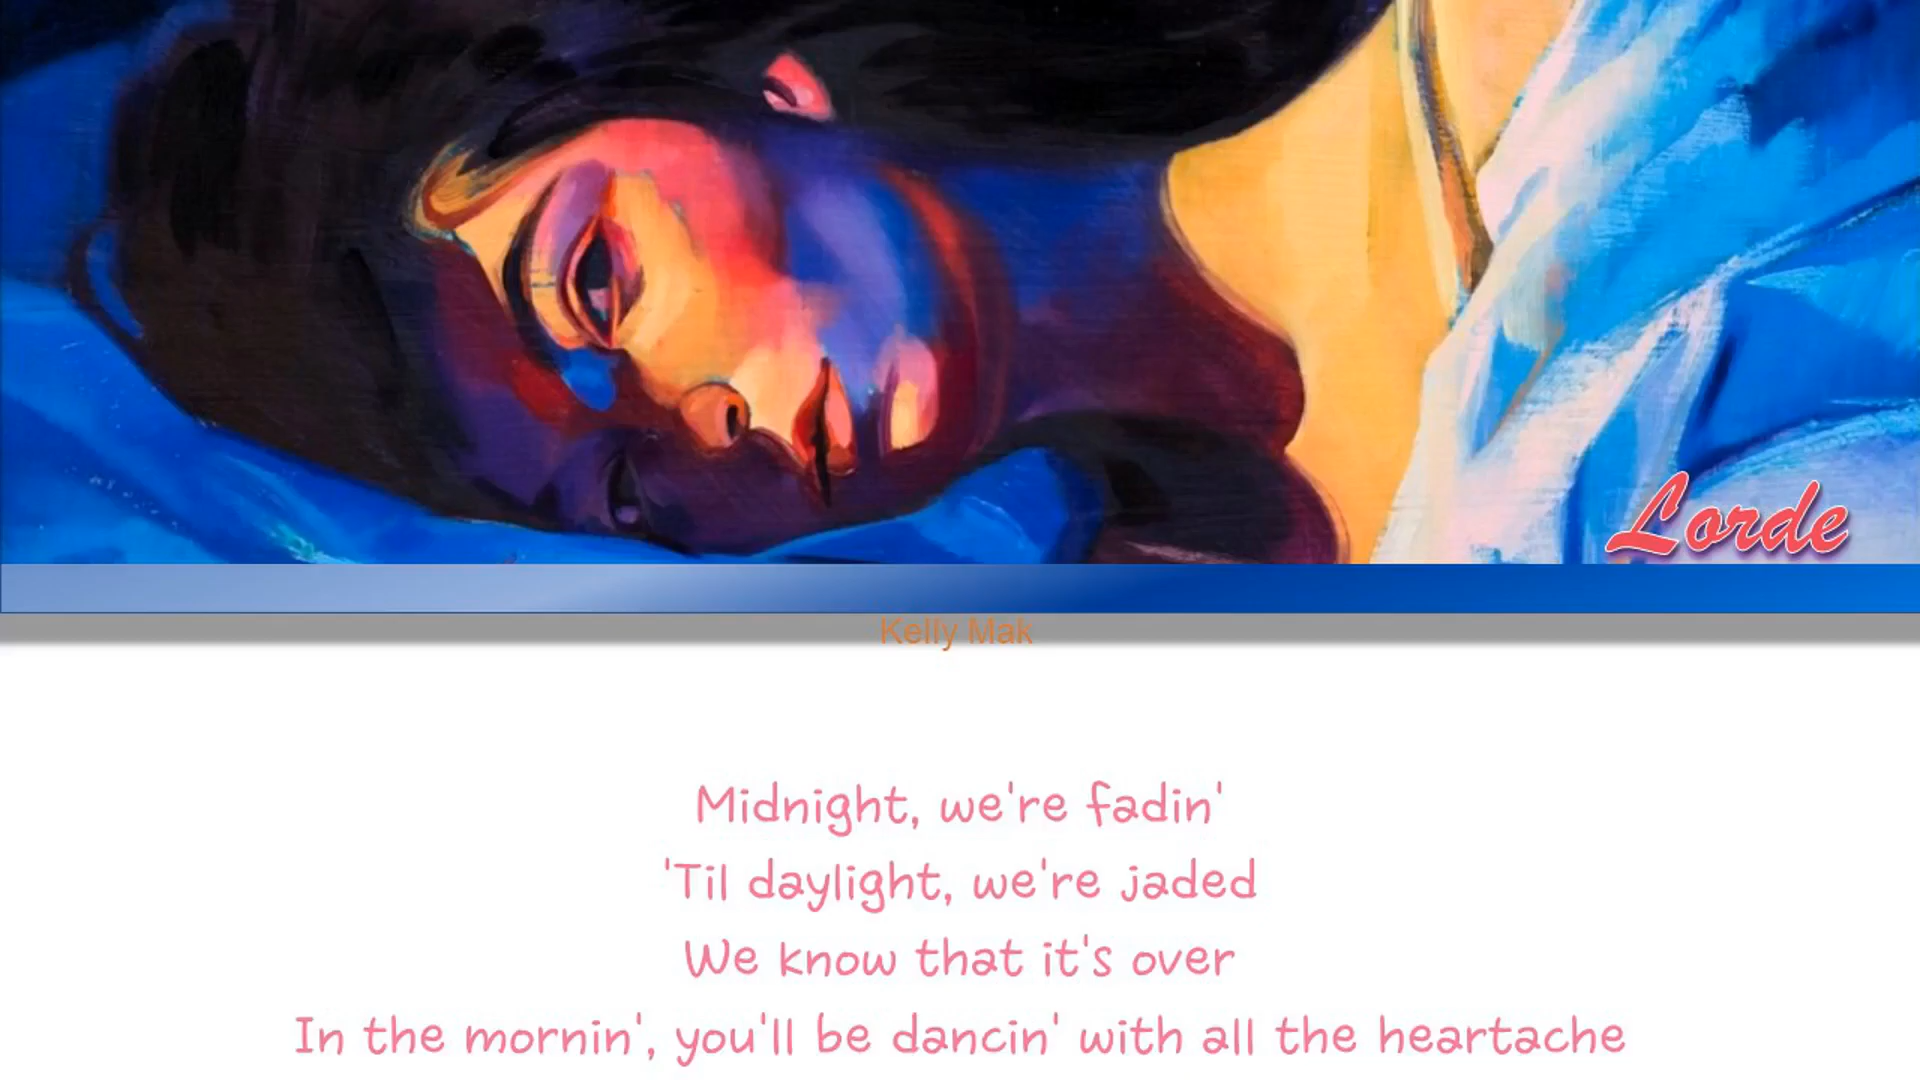 Lorde
Kelly Mak
Midnight, we're fadin'
'Til daylight, we're jaded
We know that it's over
In the mornin', you'll be dancin' with all the heartache